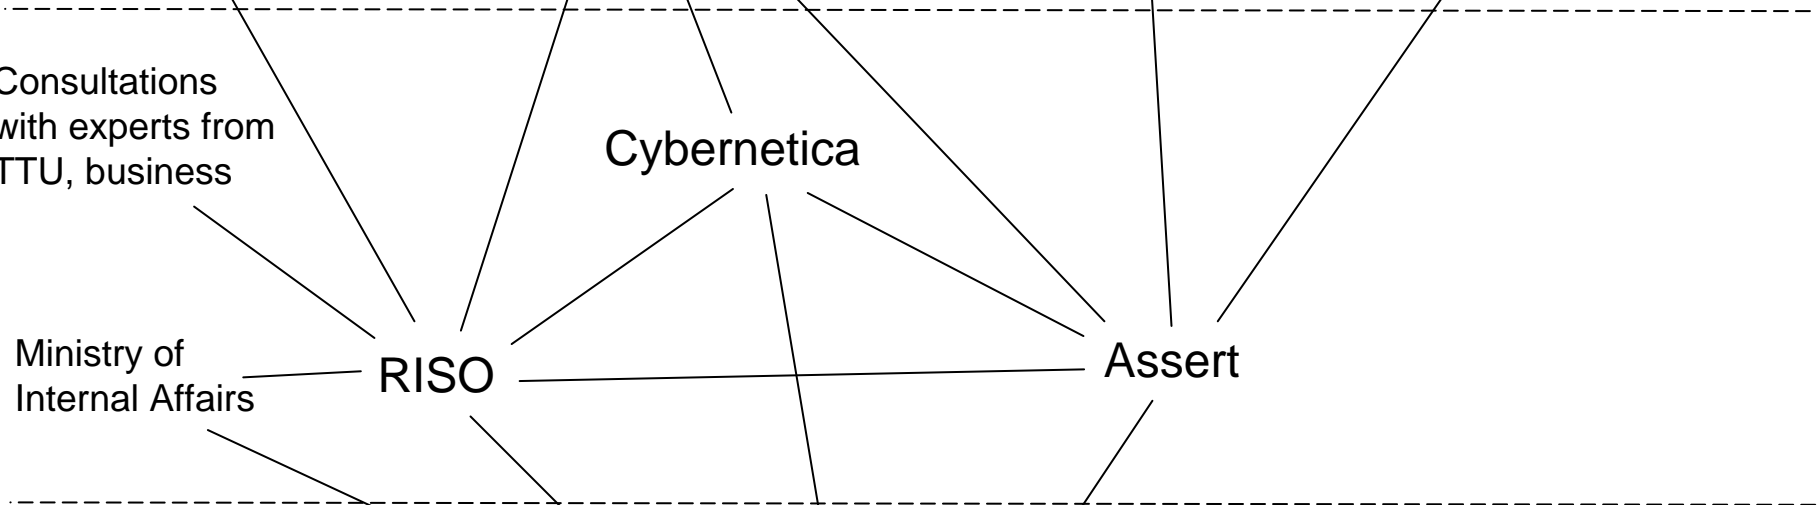 Consultations
with experts from
TTU, business
Cybernetica
Ministry of
Internal Affairs
RISO
Assert